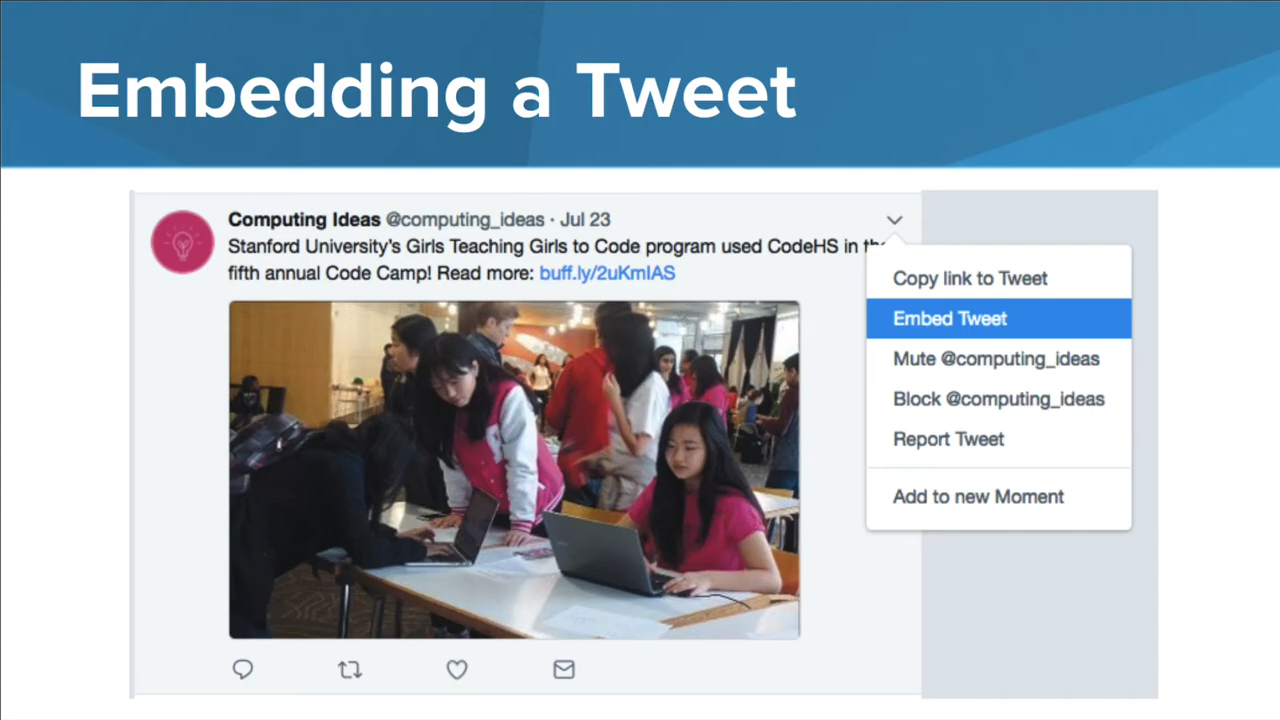 Embedding a Tweet
Computing Ideas @computing_ideas · Jul 23
Stanford University's Girls Teaching Girls to Code program used CodeHS in the
fifth annual Code Camp! Read more: buff.ly/2uKmIAS
Copy link to Tweet
Embed Tweet
Mute @computing_ideas
Block @computing_ideas
Report Tweet
Add to new Moment